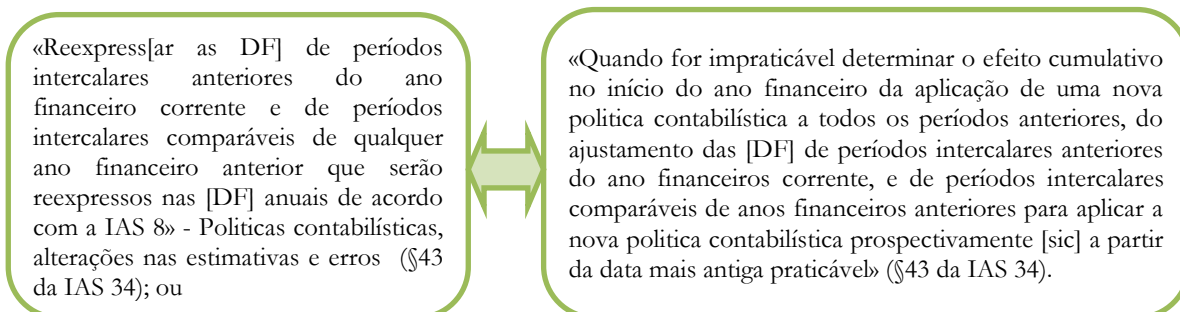 «Reexpress[ar as DF] de períodos
intercalares anteriores do ano
financeiro corrente e de períodos
intercalares comparáveis de qualquer
ano financeiro anterior que serão
reexpressos nas [DF] anuais de acordo
com a IAS 8» - Politicas contabilísticas,
alterações nas estimativas e erros (§43
da IAS 34); ou
«Quando for impraticável determinar o efeito cumulativo
no início do ano financeiro da aplicação de uma nova
politica contabilística a todos os períodos anteriores, do
ajustamento das [DF] de períodos intercalares anteriores
do ano financeiros corrente, e de períodos intercalares
comparáveis de anos financeiros anteriores para aplicar a
nova politica contabilística prospectivamente [sic] a partir
da data mais antiga praticável» (§43 da IAS 34).